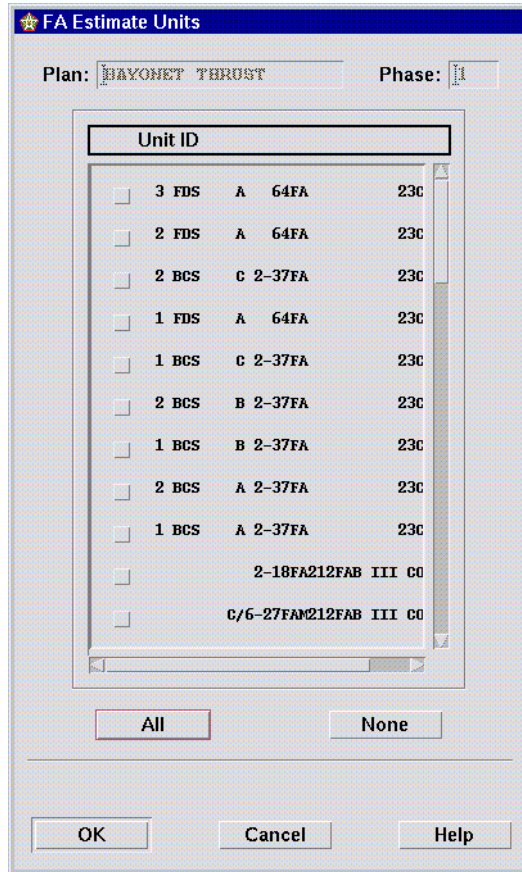 FA Estimate Units
Plan: BAYONET THRUST Phase: 1
Unit ID
3 FDS A 64FA 23C
2 FDS A 64FA 23C
2 BCS C 2-37FA 23C
1 FDS A 64FA 23C
1 BCS C 2-37FA 23C
2 BCS B 2-37FA 23C
1 BCS B 2-37FA 23C
2 BCS A 2-37FA 23C
1 BCS A 2-37FA 23C
2-18FA212FAB III CO
C/6-27FAM212FAB III CO
All None
OK Cancel Help